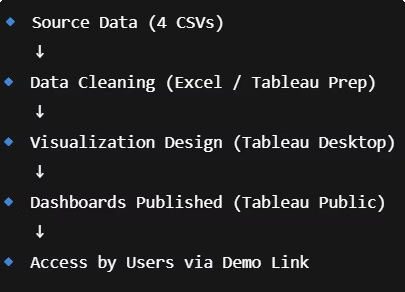 🔹 Source Data (4 CSVs)
↓
🔹 Data Cleaning (Excel / Tableau Prep)
↓
🔹 Visualization Design (Tableau Desktop)
↓
🔹 Dashboards Published (Tableau Public)
↓
🔹 Access by Users via Demo Link